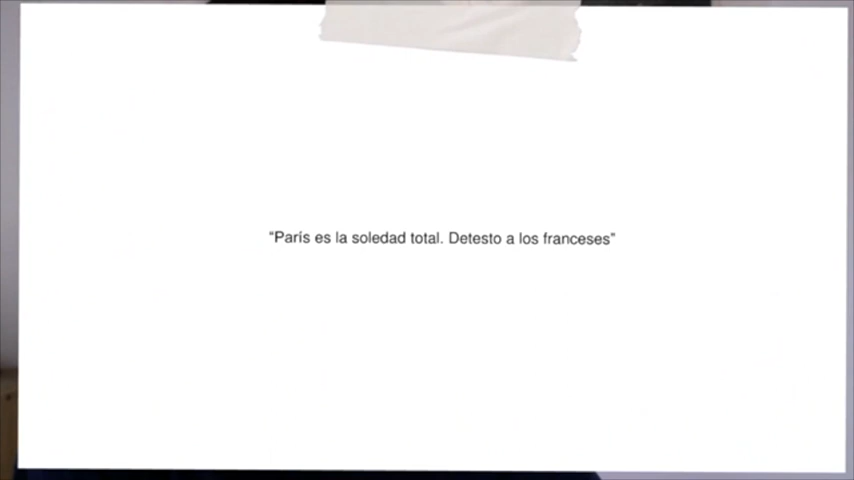 “París es la soledad total. Detesto a los franceses”